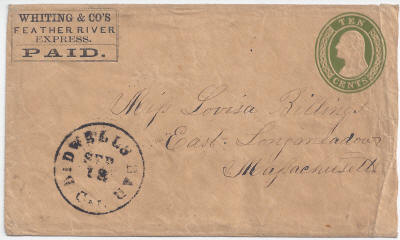 WHITING & CO'S
FEATHER RIVER
EXPRESS.
PAID.
TEN
CENTS
Miss Lovisa Billings
East Longmeadow
Massachusetts
BIDWELLS BAR
SEP
18
CAL